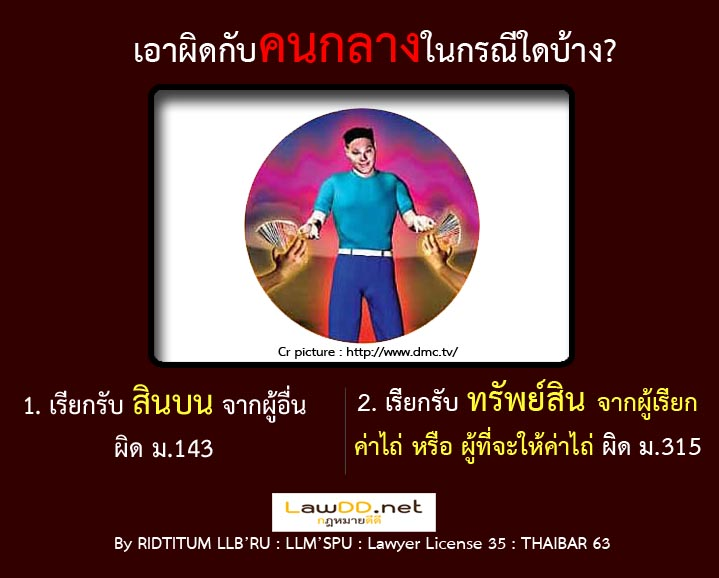 เอาผิดกับคนกลางในกรณีใดบ้าง?
Cr picture : http://www.dmc.tv/
1. เรียกรับ สินบน จากผู้อื่น
ผิด ม.143
2. เรียกรับ ทรัพย์สิน จากผู้เรียก
ค่าไถ่ หรือ ผู้ที่จะให้ค่าไถ่ ผิด ม.315
LawDD.net
กฎหมายดีดี
By RIDTITUM LLB'RU : LLM'SPU : Lawyer License 35 : THAIBAR 63